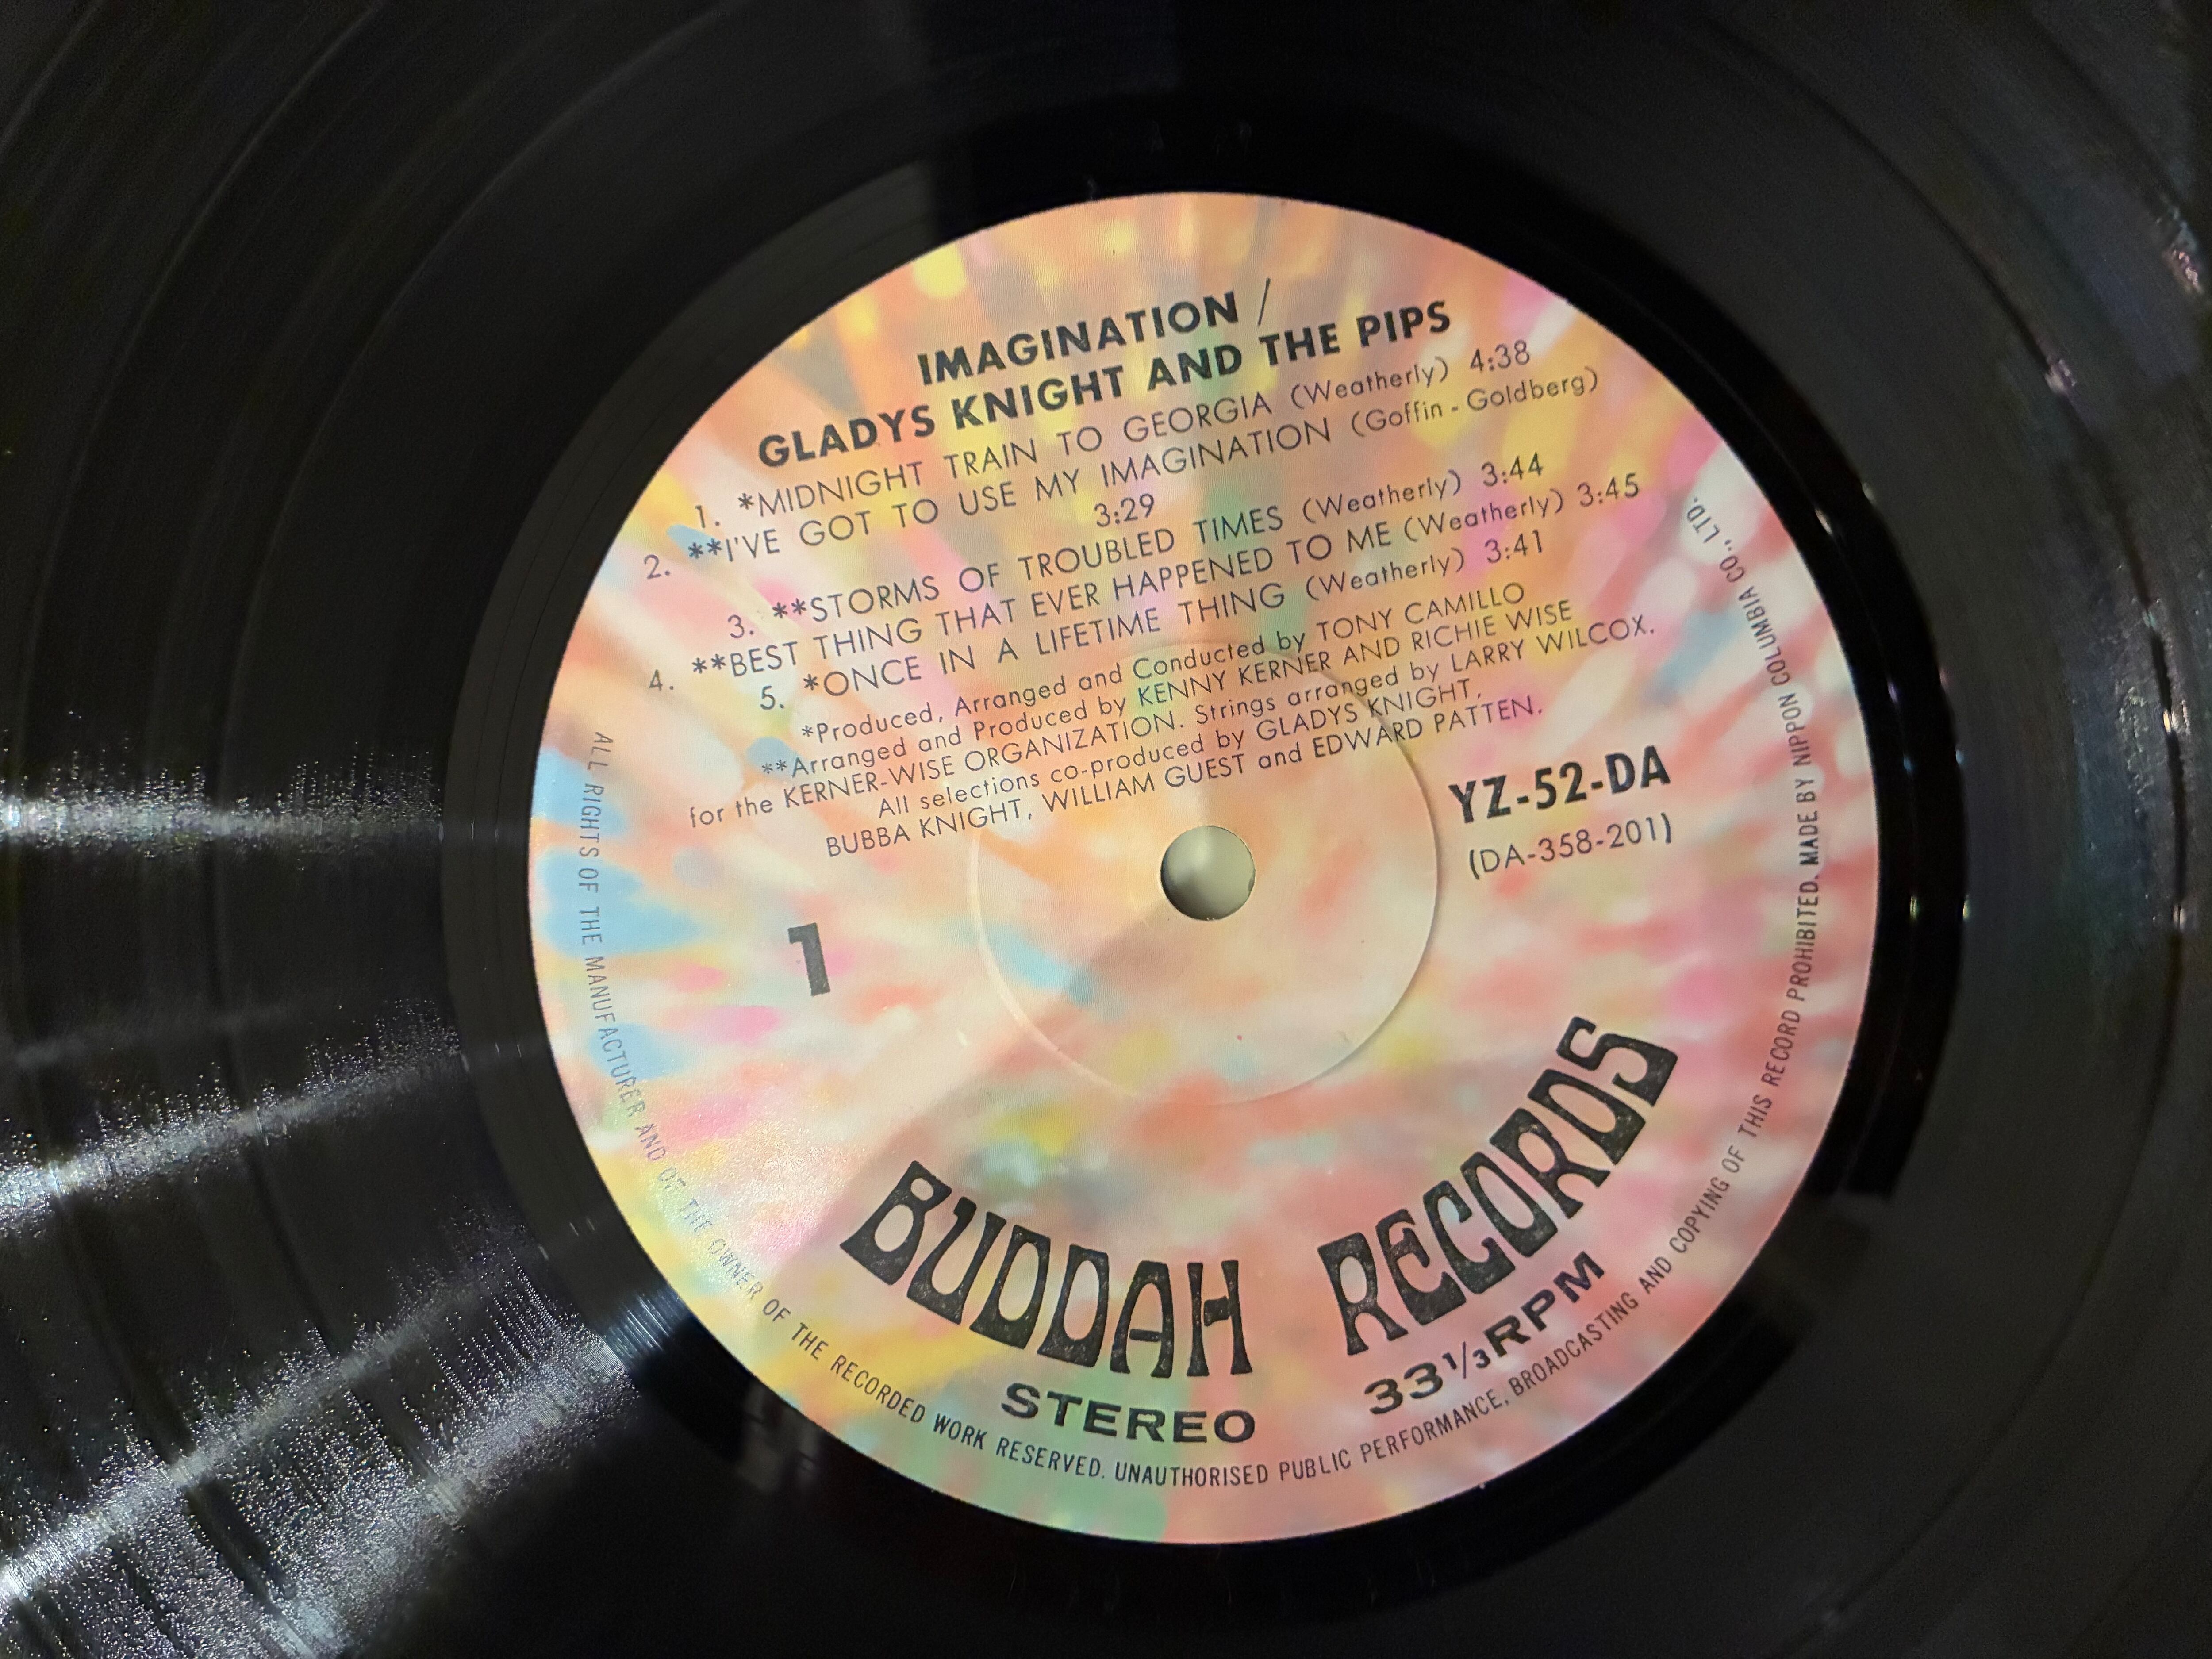 IMAGINATION /
GLADYS KNIGHT AND THE PIPS
1. *MIDNIGHT TRAIN TO GEORGIA (Weatherly) 4:38
2. **I'VE GOT TO USE MY IMAGINATION (Goffin - Goldberg)
3:29
3. **STORMS OF TROUBLED TIMES (Weatherly) 3:44
4. **BEST THING THAT EVER HAPPENED TO ME (Weatherly) 3:45
5. *ONCE IN A LIFETIME THING (Weatherly) 3:41
*Produced, Arranged and Conducted by TONY CAMILLO
**Arranged and Produced by KENNY KERNER AND RICHIE WISE
for the KERNER-WISE ORGANIZATION. Strings arranged by LARRY WILCOX.
All selections co-produced by GLADYS KNIGHT,
BUBBA KNIGHT, WILLIAM GUEST and EDWARD PATTEN.
YZ-52-DA
(DA-358-201)
1
BUDDAH RECORDS
STEREO 33⅓RPM
ALL RIGHTS OF THE MANUFACTURER AND OF THE OWNER OF THE RECORDED WORK RESERVED. UNAUTHORISED PUBLIC PERFORMANCE, BROADCASTING AND COPYING OF THIS RECORD PROHIBITED. MADE BY NIPPON COLUMBIA CO., LTD.